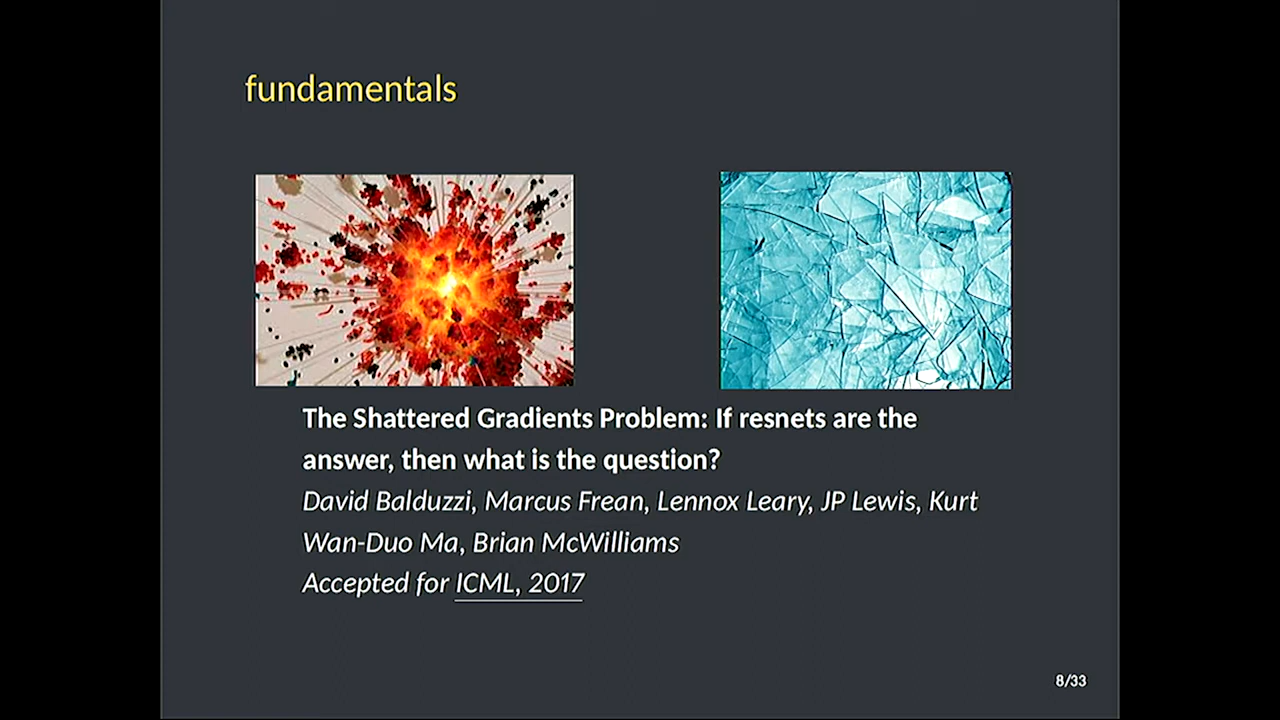 fundamentals
The Shattered Gradients Problem: If resnets are the
answer, then what is the question?
David Balduzzi, Marcus Frean, Lennox Leary, JP Lewis, Kurt
Wan-Duo Ma, Brian McWilliams
Accepted for ICML, 2017
8/33